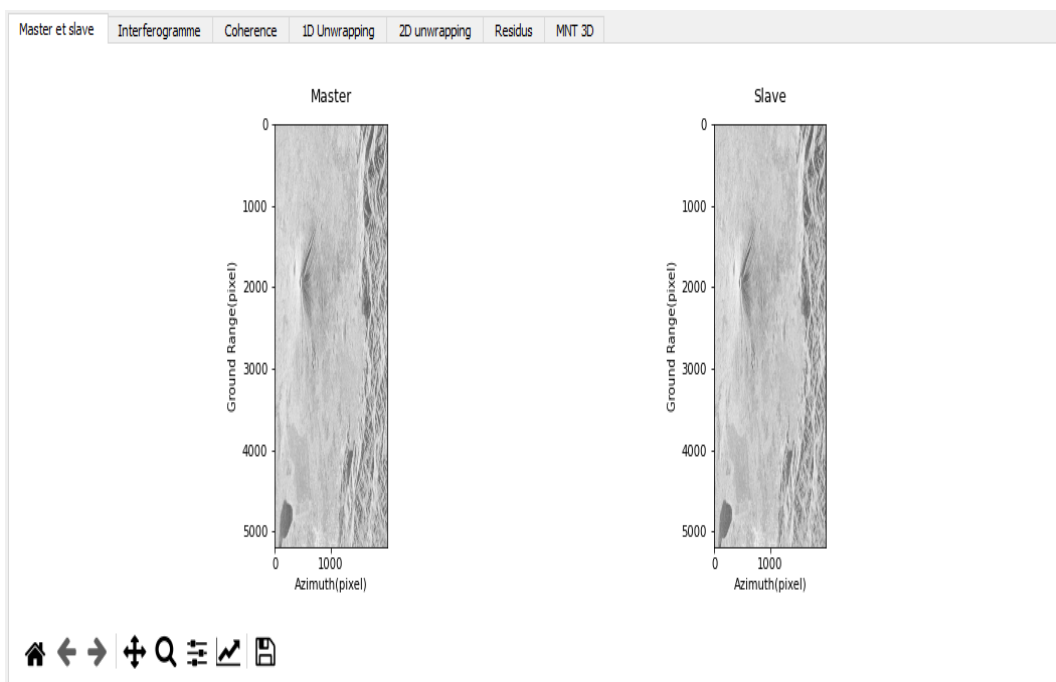 Master et slave Interferogramme Coherence 1D Unwrapping 2D unwrapping Residus MNT 3D
Master
0
1000
2000
3000
4000
5000
Ground Range(pixel)
0 1000
Azimuth(pixel)
Slave
0
1000
2000
3000
4000
5000
Ground Range(pixel)
0 1000
Azimuth(pixel)